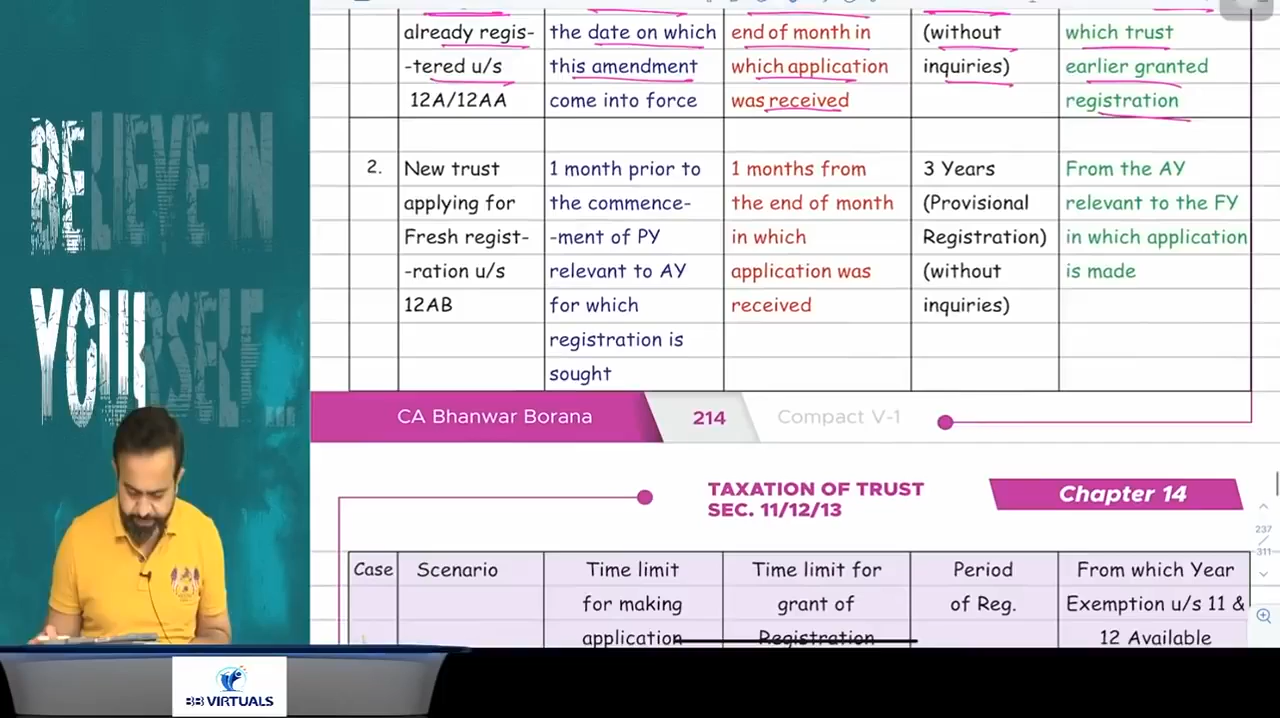 BELIEVE IN
YOURSELF...
already regis-
-tered u/s
12A/12AA
the date on which
this amendment
come into force
end of month in
which application
was received
(without
inquiries)
which trust
earlier granted
registration
2.
New trust
applying for
Fresh regist-
-ration u/s
12AB
1 month prior to
the commence-
-ment of PY
relevant to AY
for which
registration is
sought
1 months from
the end of month
in which
application was
received
3 Years
(Provisional
Registration)
(without
inquiries)
From the AY
relevant to the FY
in which application
is made
CA Bhanwar Borana
214
Compact V-1
TAXATION OF TRUST
SEC. 11/12/13
Chapter 14
Case
Scenario
Time limit
for making
application
Time limit for
grant of
Registration
Period
of Reg.
From which Year
Exemption u/s 11 &
12 Available
237
/
311
BB VIRTUALS